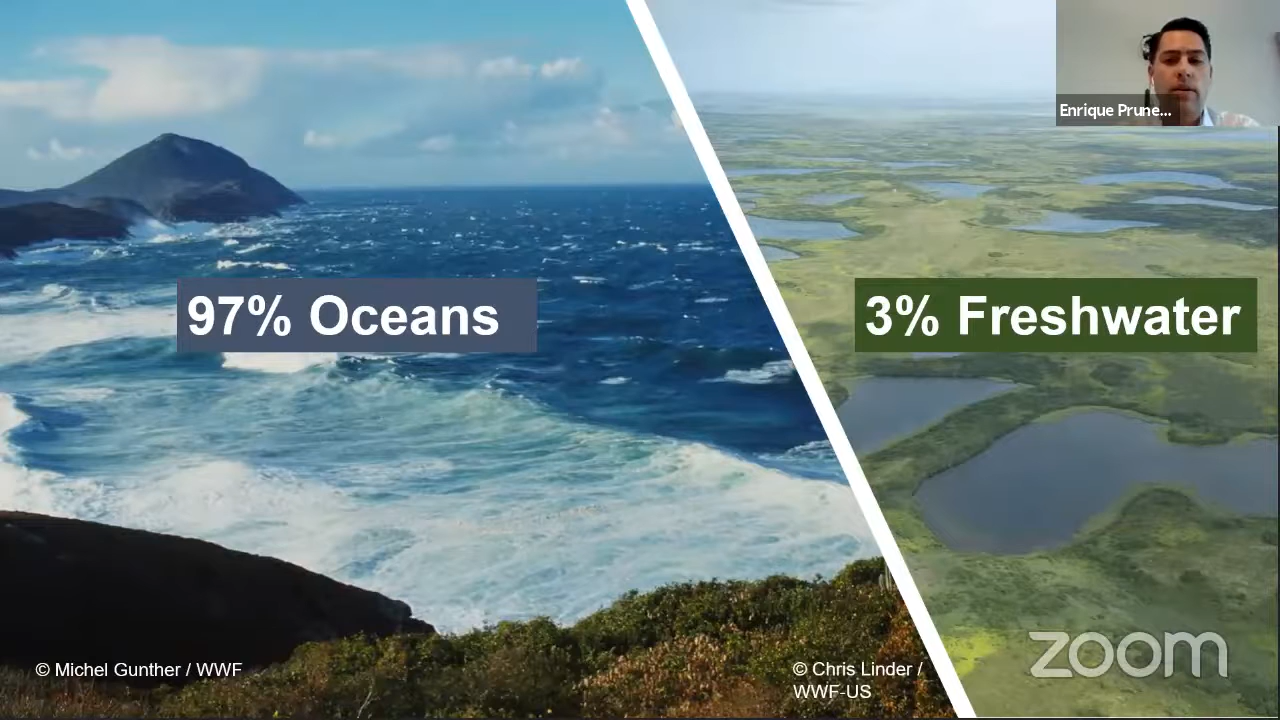 Enrique Prune...
97% Oceans
3% Freshwater
© Michel Gunther / WWF
© Chris Linder /
WWF-US
zoom